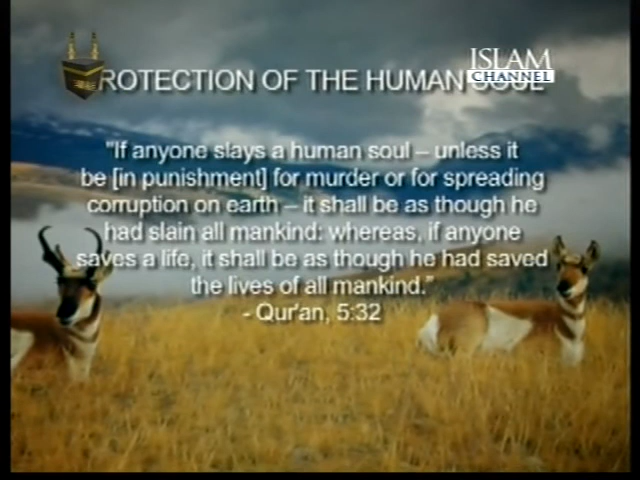 ISLAM
CHANNEL
ROTECTION OF THE HUMAN SOUL
"If anyone slays a human soul – unless it
be [in punishment] for murder or for spreading
corruption on earth – it shall be as though he
had slain all mankind: whereas, if anyone
saves a life, it shall be as though he had saved
the lives of all mankind."
- Qur'an, 5:32